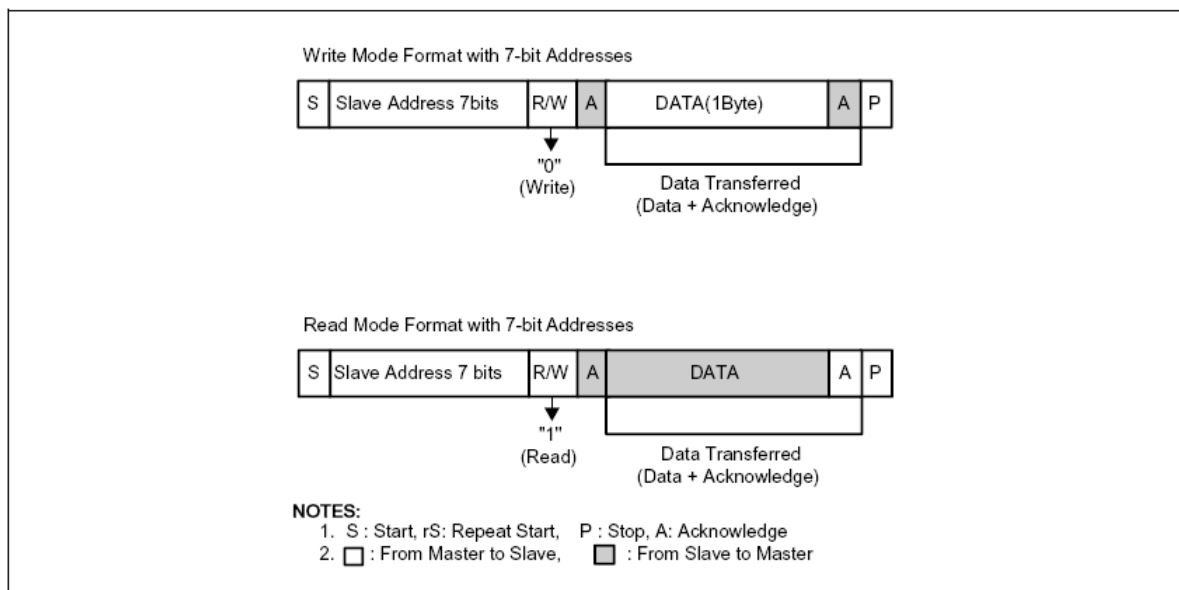 Write Mode Format with 7-bit Addresses
S Slave Address 7bits R/W A DATA(1Byte) A P
"0"
(Write)
Data Transferred
(Data + Acknowledge)
Read Mode Format with 7-bit Addresses
S Slave Address 7 bits R/W A DATA A P
"1"
(Read)
Data Transferred
(Data + Acknowledge)
NOTES:
1. S : Start, rS: Repeat Start, P : Stop, A: Acknowledge
2. : From Master to Slave, : From Slave to Master